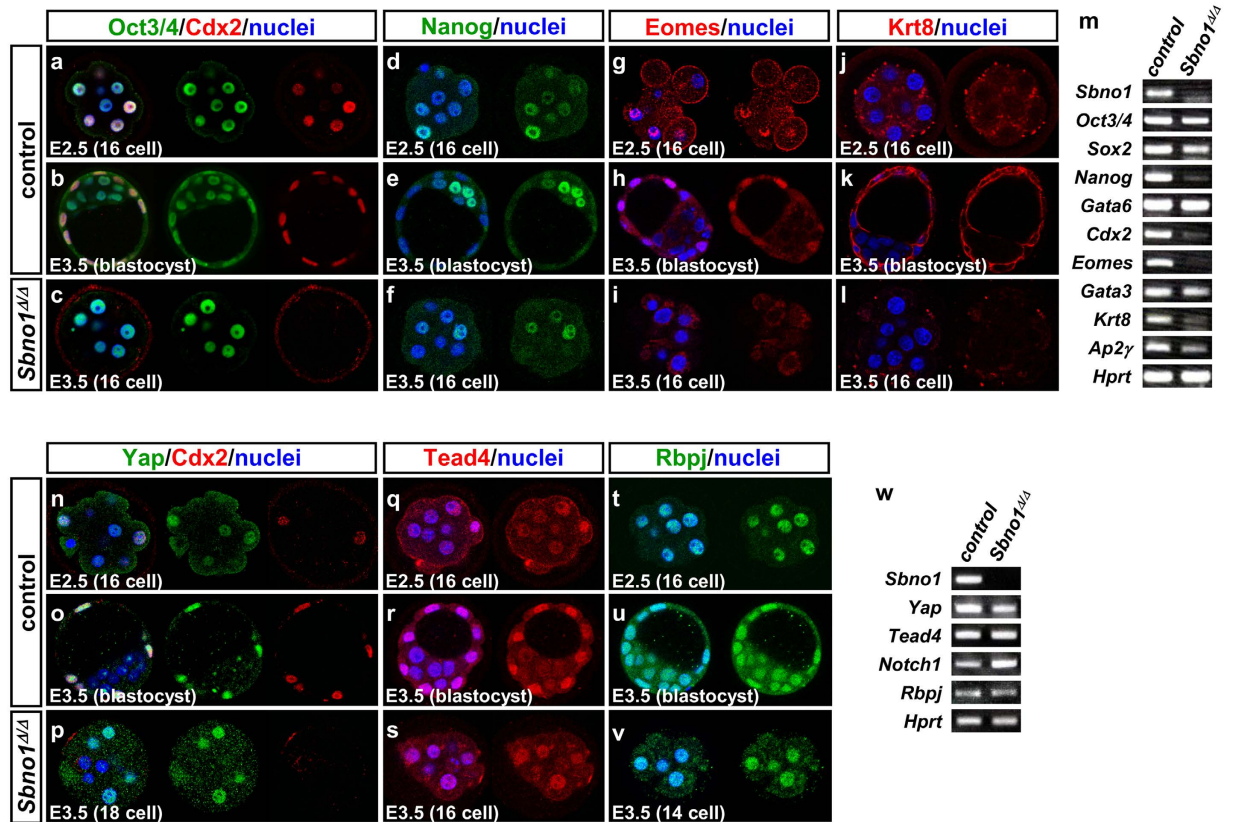 Oct3/4/Cdx2/nuclei
Nanog/nuclei
Eomes/nuclei
Krt8/nuclei
control
a
E2.5 (16 cell)
d
E2.5 (16 cell)
g
E2.5 (16 cell)
j
E2.5 (16 cell)
b
E3.5 (blastocyst)
e
E3.5 (blastocyst)
h
E3.5 (blastocyst)
k
E3.5 (blastocyst)
Sbno1Δ/Δ
c
E3.5 (16 cell)
f
E3.5 (16 cell)
i
E3.5 (16 cell)
l
E3.5 (16 cell)
m
control
Sbno1Δ/Δ
Sbno1
Oct3/4
Sox2
Nanog
Gata6
Cdx2
Eomes
Gata3
Krt8
Ap2γ
Hprt
Yap/Cdx2/nuclei
Tead4/nuclei
Rbpj/nuclei
control
n
E2.5 (16 cell)
q
E2.5 (16 cell)
t
E2.5 (16 cell)
o
E3.5 (blastocyst)
r
E3.5 (blastocyst)
u
E3.5 (blastocyst)
Sbno1Δ/Δ
p
E3.5 (18 cell)
s
E3.5 (16 cell)
v
E3.5 (14 cell)
w
control
Sbno1Δ/Δ
Sbno1
Yap
Tead4
Notch1
Rbpj
Hprt